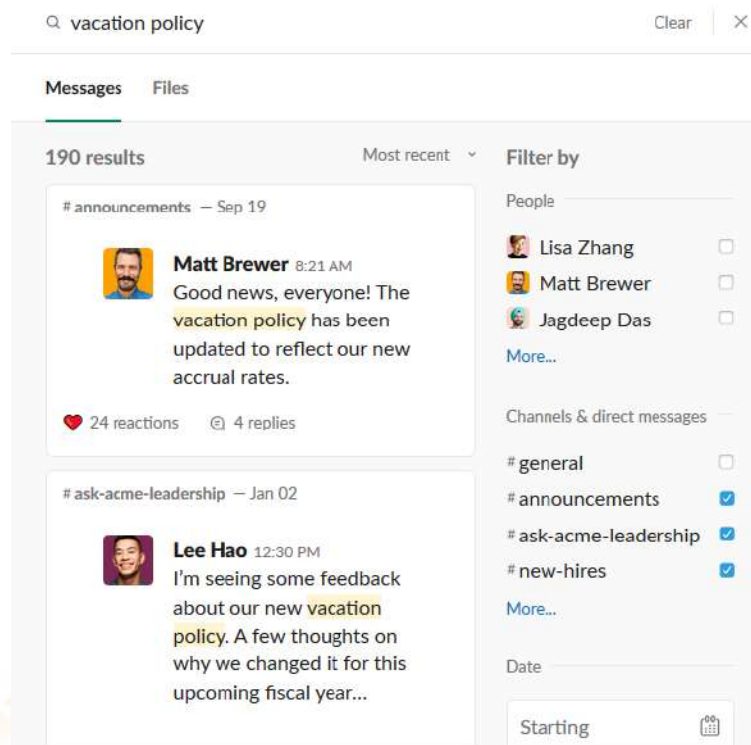 vacation policy
Clear
Messages Files
190 results
Most recent
# announcements — Sep 19
Matt Brewer 8:21 AM
Good news, everyone! The
vacation policy has been
updated to reflect our new
accrual rates.
24 reactions 4 replies
# ask-acme-leadership — Jan 02
Lee Hao 12:30 PM
I'm seeing some feedback
about our new vacation
policy. A few thoughts on
why we changed it for this
upcoming fiscal year...
Filter by
People
Lisa Zhang
Matt Brewer
Jagdeep Das
More...
Channels & direct messages
# general
# announcements
# ask-acme-leadership
# new-hires
More...
Date
Starting